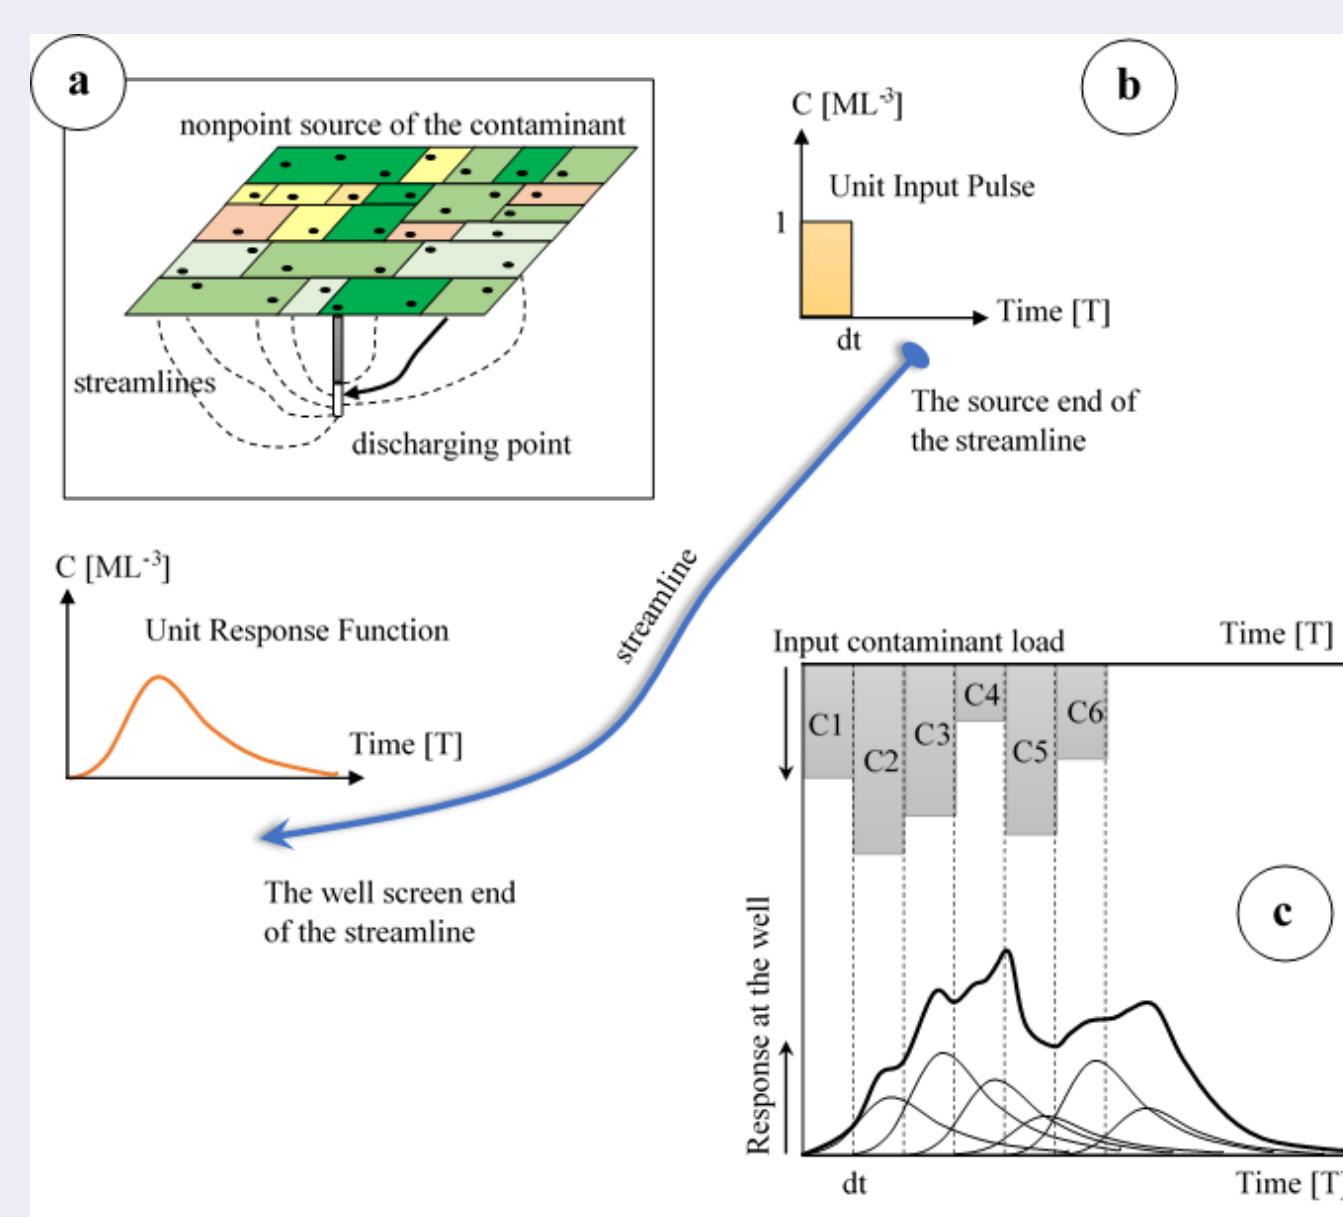 a
nonpoint source of the contaminant
streamlines
discharging point
b
C [ML⁻³]
Unit Input Pulse
1
Time [T]
dt
The source end of
the streamline
streamline
C [ML⁻³]
Unit Response Function
Time [T]
The well screen end
of the streamline
Input contaminant load
Time [T]
C1
C2
C3
C4
C5
C6
c
Response at the well
dt
Time [T]